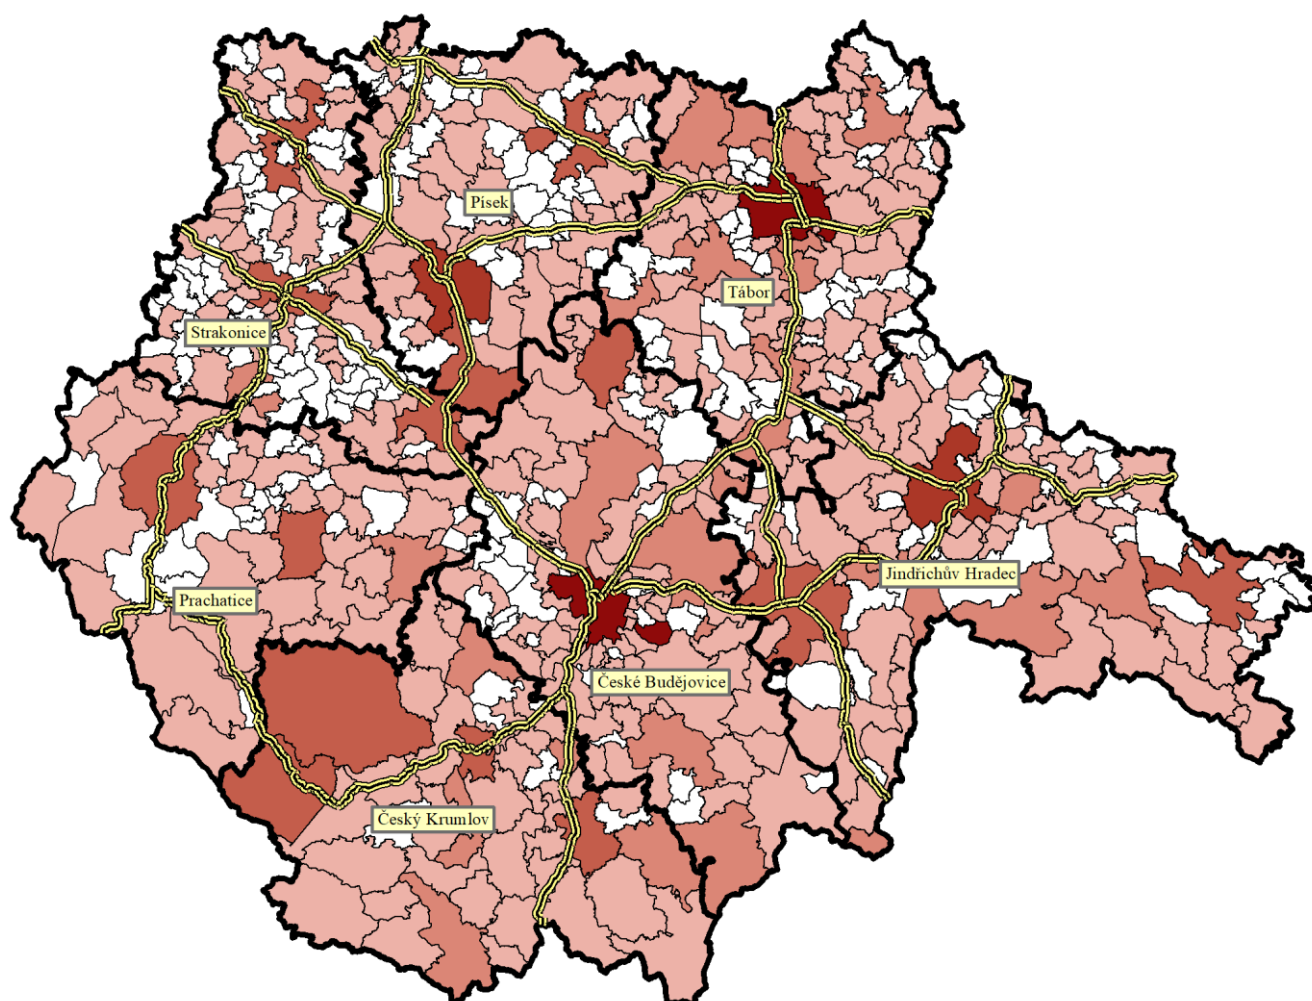 Písek
Tábor
Strakonice
Jindřichův Hradec
Prachatice
České Budějovice
Český Krumlov